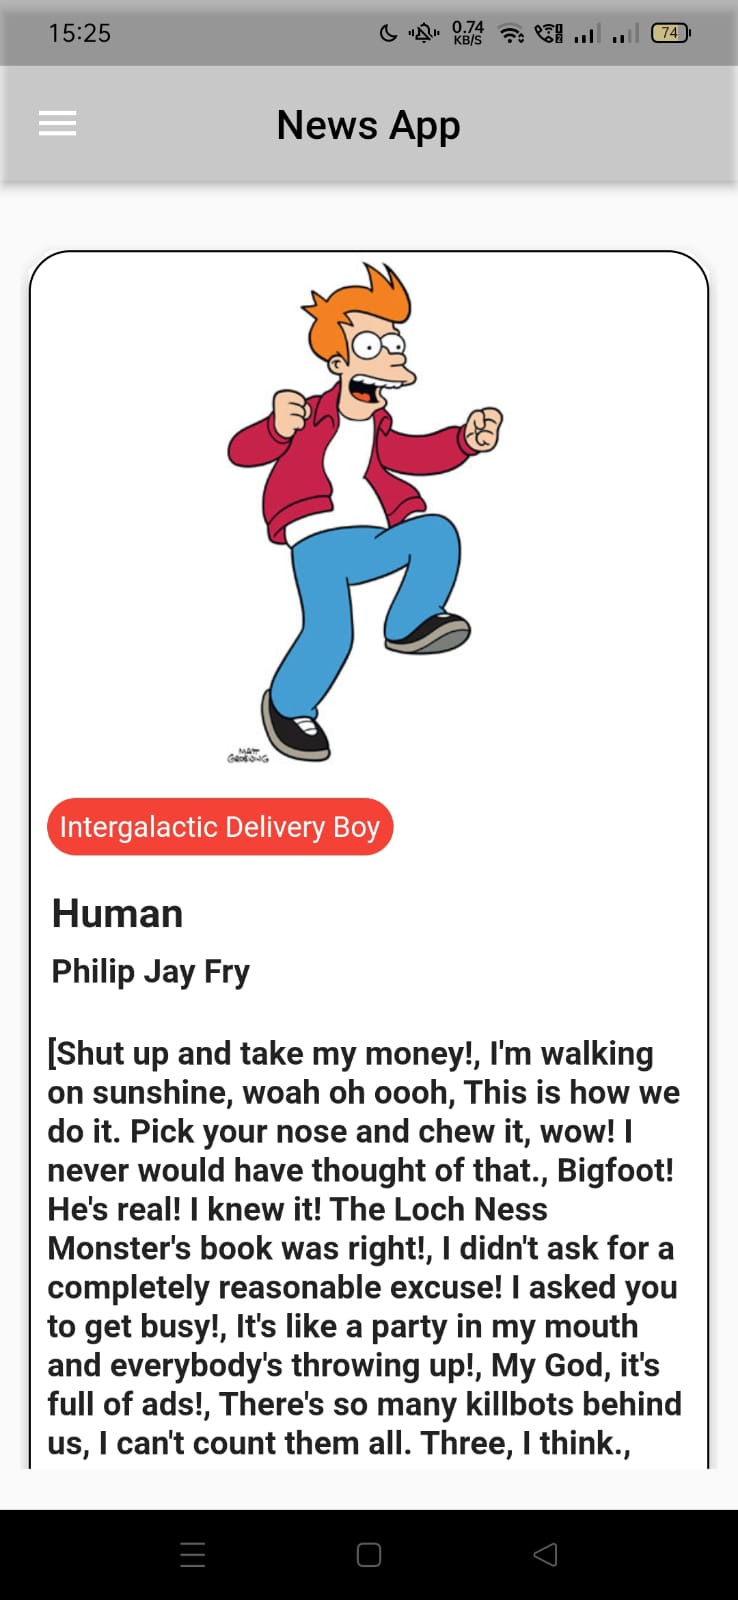 15:25
0.74
KB/S
74
News App
MATT
GROENING
Intergalactic Delivery Boy
Human
Philip Jay Fry
[Shut up and take my money!, I'm walking
on sunshine, woah oh oooh, This is how we
do it. Pick your nose and chew it, wow! I
never would have thought of that., Bigfoot!
He's real! I knew it! The Loch Ness
Monster's book was right!, I didn't ask for a
completely reasonable excuse! I asked you
to get busy!, It's like a party in my mouth
and everybody's throwing up!, My God, it's
full of ads!, There's so many killbots behind
us, I can't count them all. Three, I think.,